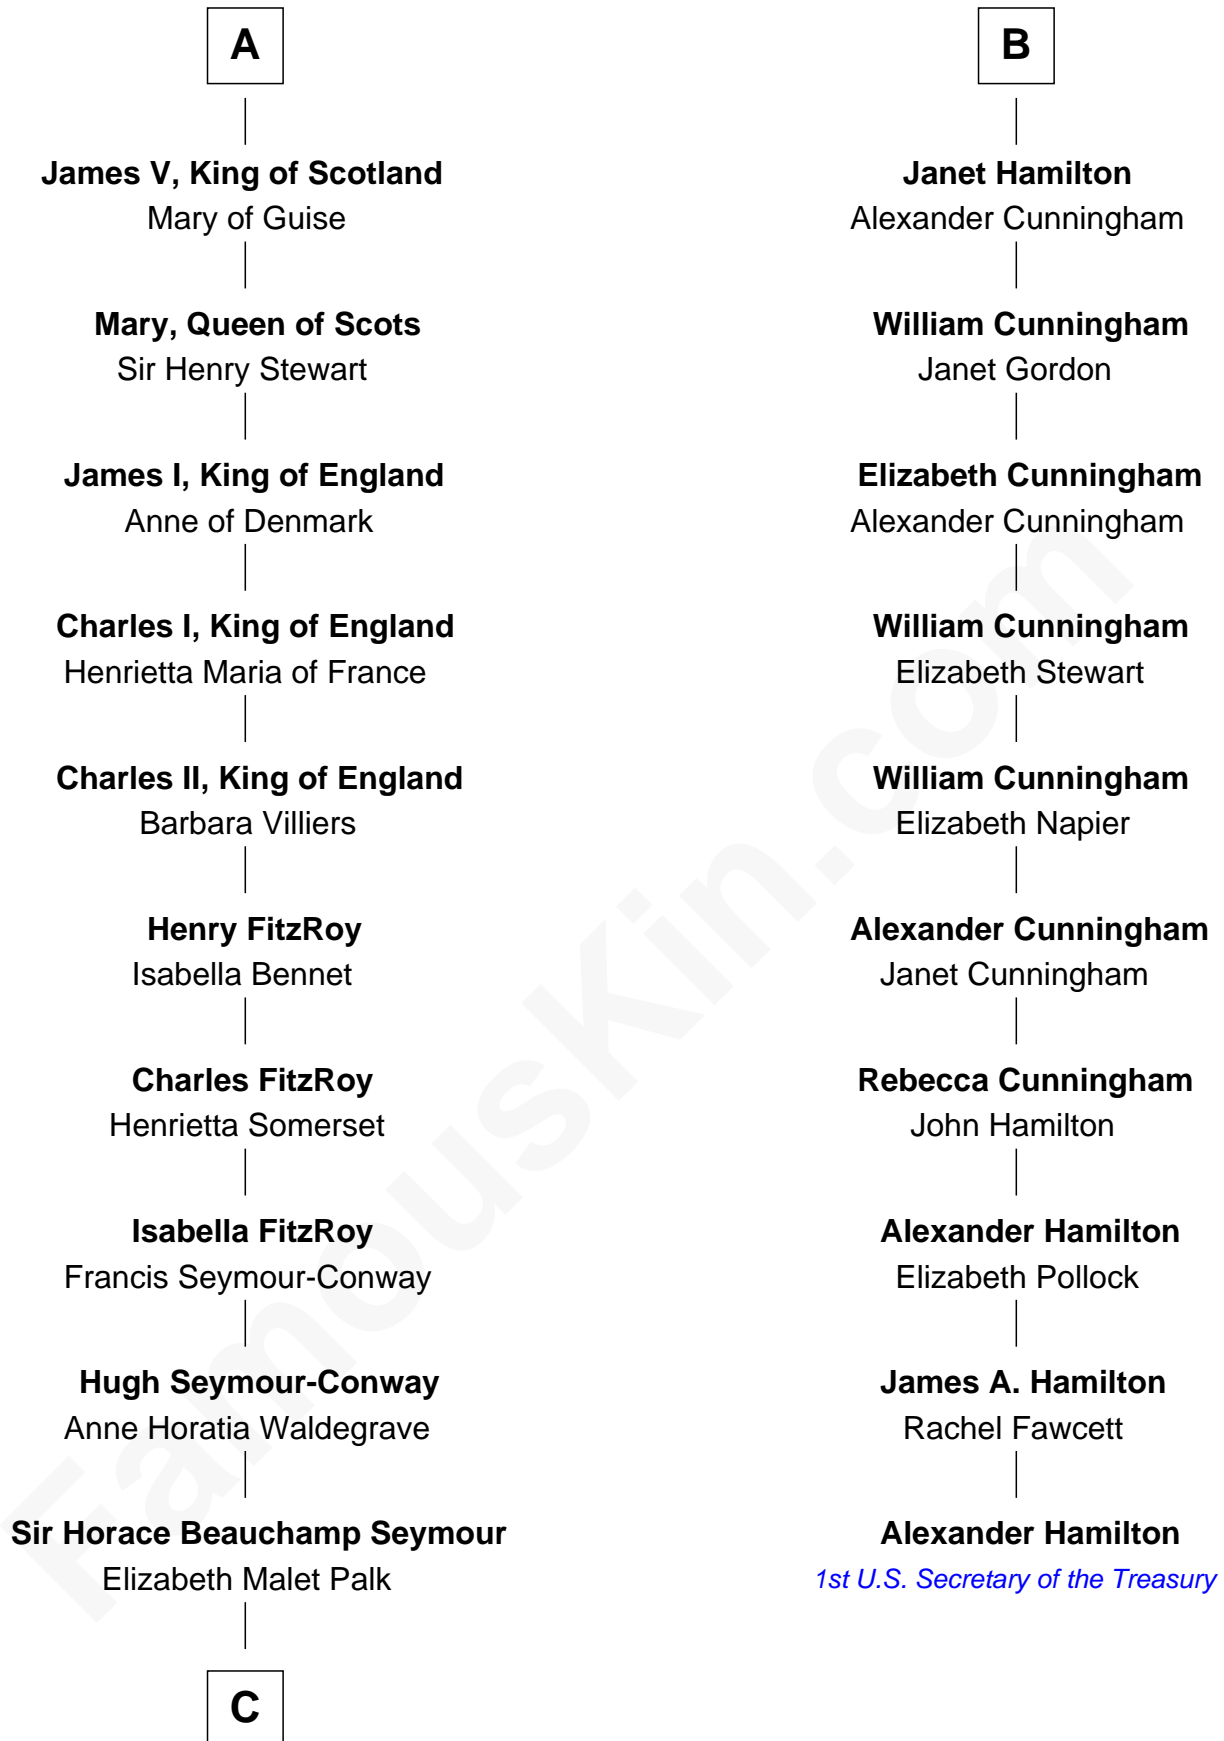 A
James V, King of Scotland
Mary of Guise
Mary, Queen of Scots
Sir Henry Stewart
James I, King of England
Anne of Denmark
Charles I, King of England
Henrietta Maria of France
Charles II, King of England
Barbara Villiers
Henry FitzRoy
Isabella Bennet
Charles FitzRoy
Henrietta Somerset
Isabella FitzRoy
Francis Seymour-Conway
Hugh Seymour-Conway
Anne Horatia Waldegrave
Sir Horace Beauchamp Seymour
Elizabeth Malet Palk
C
B
Janet Hamilton
Alexander Cunningham
William Cunningham
Janet Gordon
Elizabeth Cunningham
Alexander Cunningham
William Cunningham
Elizabeth Stewart
William Cunningham
Elizabeth Napier
Alexander Cunningham
Janet Cunningham
Rebecca Cunningham
John Hamilton
Alexander Hamilton
Elizabeth Pollock
James A. Hamilton
Rachel Fawcett
Alexander Hamilton
1st U.S. Secretary of the Treasury
FamousKin.com